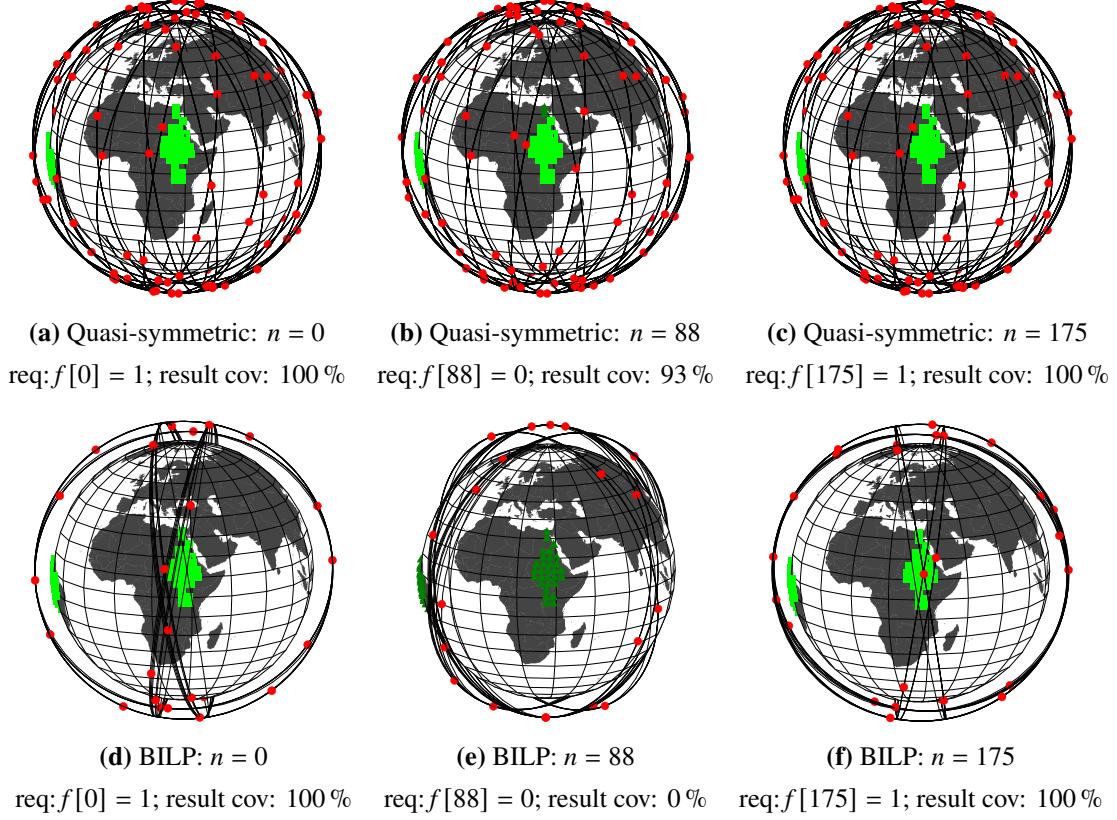 (a) Quasi-symmetric: n = 0
req: f[0] = 1; result cov: 100 %
(b) Quasi-symmetric: n = 88
req: f[88] = 0; result cov: 93 %
(c) Quasi-symmetric: n = 175
req: f[175] = 1; result cov: 100 %
(d) BILP: n = 0
req: f[0] = 1; result cov: 100 %
(e) BILP: n = 88
req: f[88] = 0; result cov: 0 %
(f) BILP: n = 175
req: f[175] = 1; result cov: 100 %